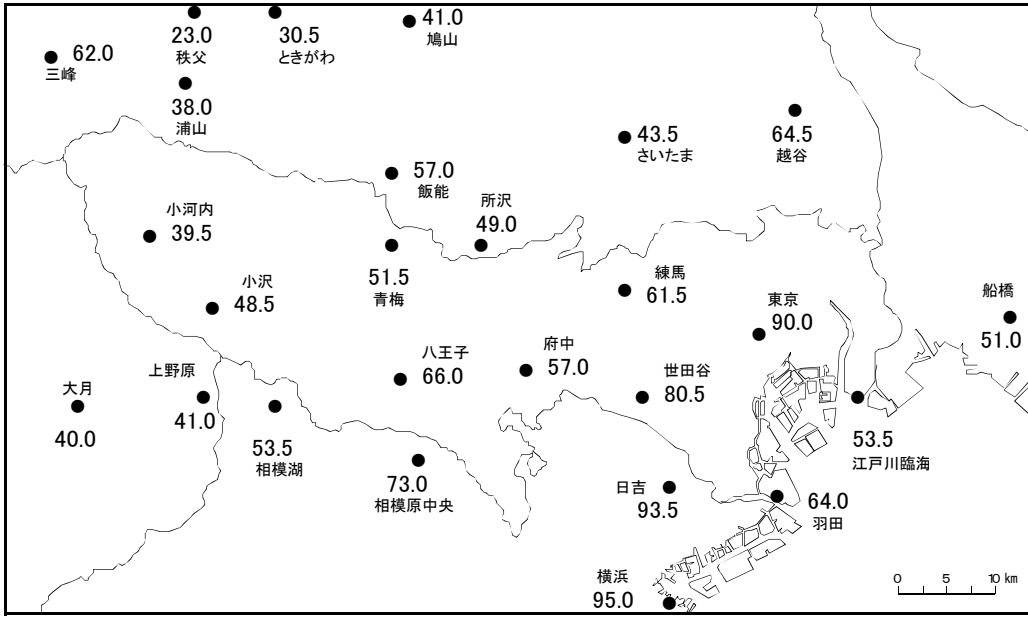 23.0
秩父
30.5
ときがわ
41.0
鳩山
62.0
三峰
38.0
浦山
43.5
さいたま
64.5
越谷
57.0
飯能
所沢
49.0
小河内
39.5
51.5
青梅
小沢
48.5
練馬
61.5
東京
90.0
船橋
51.0
八王子
66.0
府中
57.0
世田谷
80.5
大月
40.0
上野原
41.0
53.5
相模湖
53.5
江戸川臨海
73.0
相模原中央
日吉
93.5
64.0
羽田
横浜
95.0
0 5 10 km